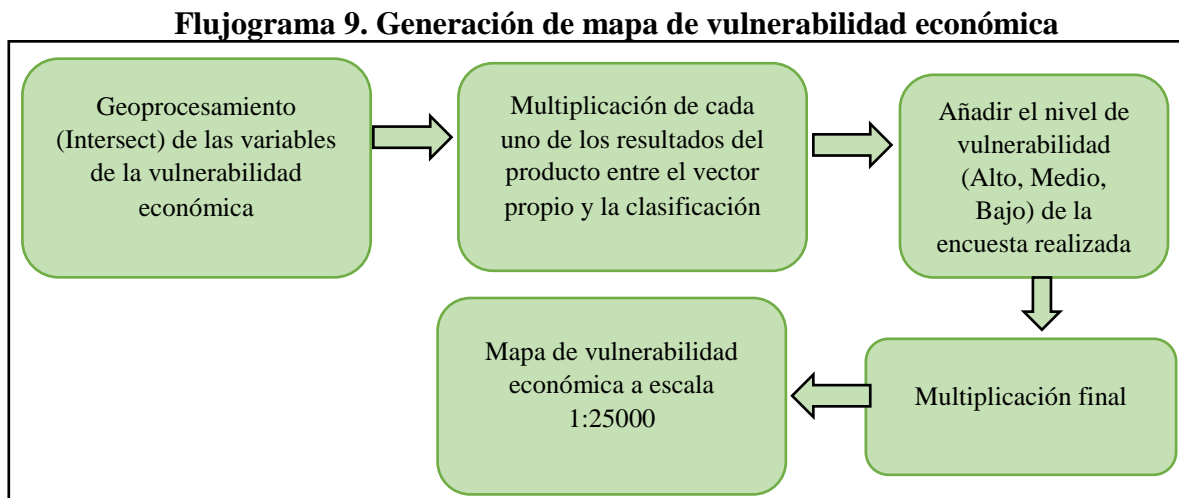 Flujograma 9. Generación de mapa de vulnerabilidad económica
Geoprocesamiento
(Intersect) de las variables
de la vulnerabilidad
económica
Multiplicación de cada
uno de los resultados del
producto entre el vector
propio y la clasificación
Añadir el nivel de
vulnerabilidad
(Alto, Medio,
Bajo) de la
encuesta realizada
Multiplicación final
Mapa de vulnerabilidad
económica a escala
1:25000